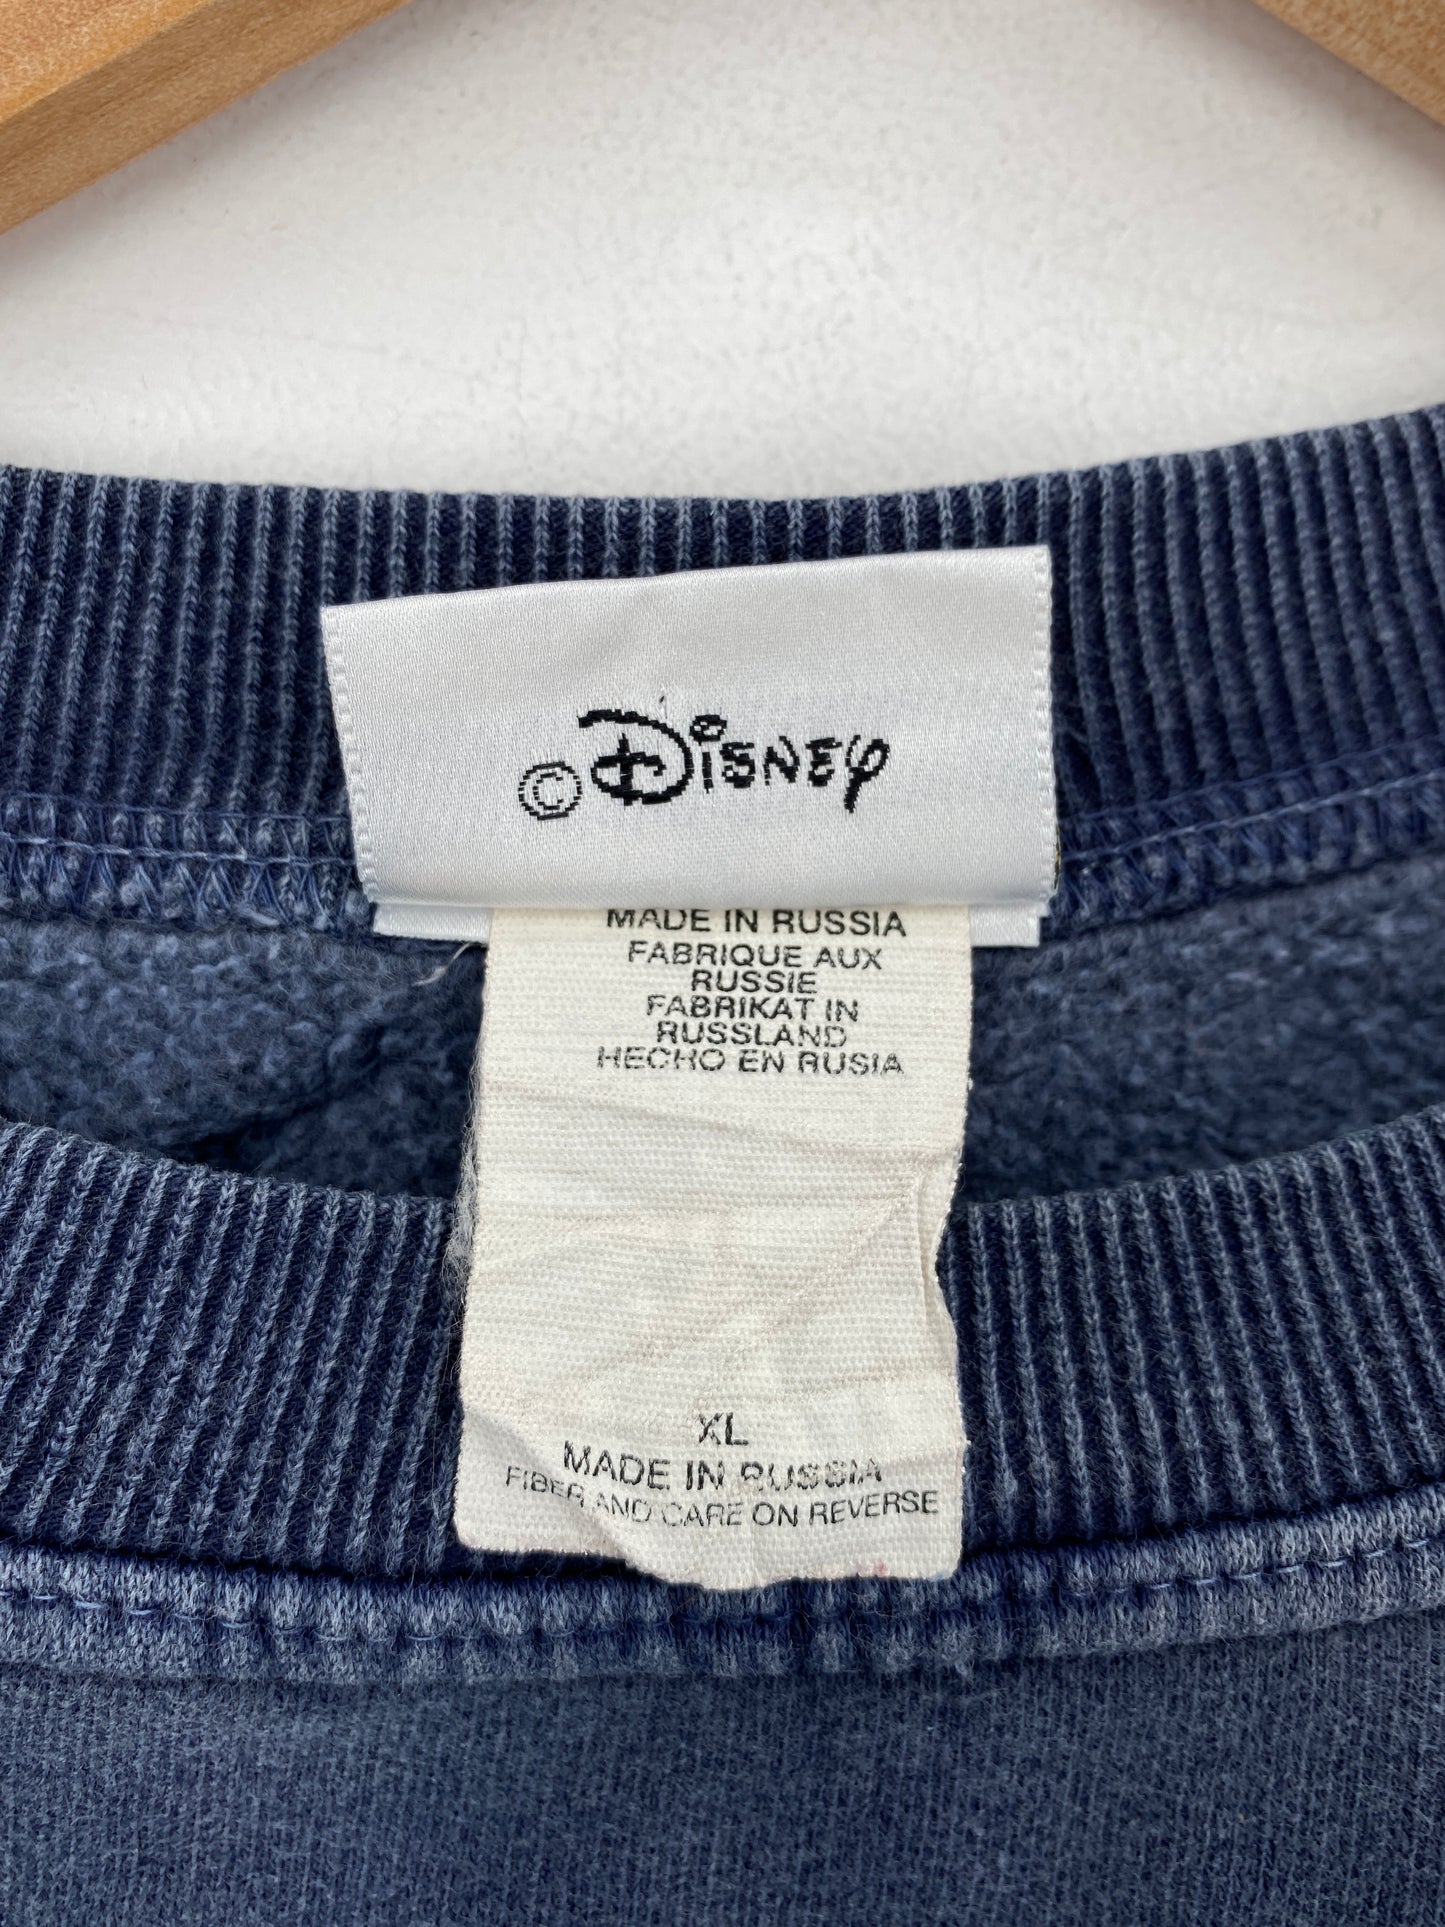 © Disney
MADE IN RUSSIA
FABRIQUE AUX
RUSSIE
FABRIKAT IN
RUSSLAND
HECHO EN RUSIA
XL
MADE IN RUSSIA
FIBER AND CARE ON REVERSE